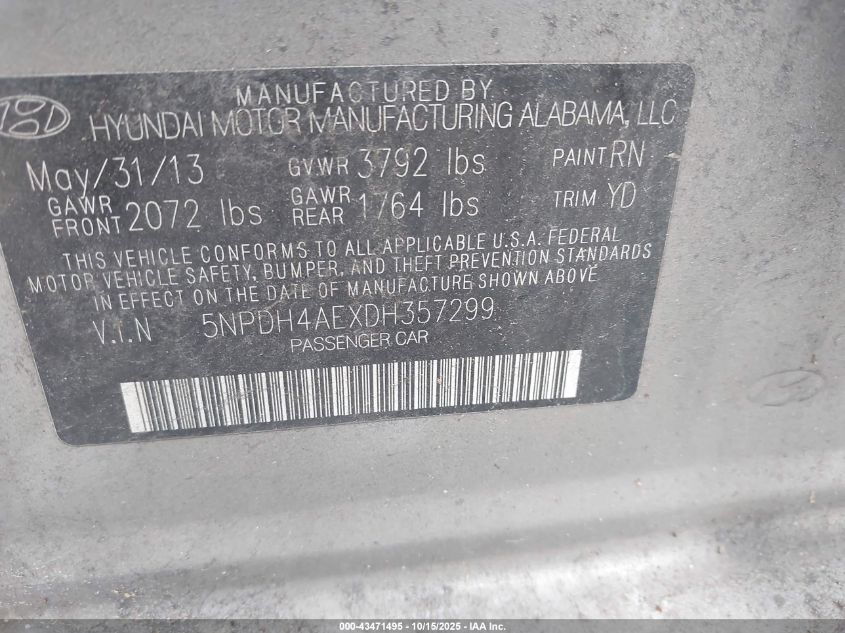 MANUFACTURED BY
HYUNDAI MOTOR MANUFACTURING ALABAMA, LLC
May/31/13 GVWR 3792 lbs PAINT RN
GAWR FRONT 2072 lbs GAWR REAR 1764 lbs TRIM YD
THIS VEHICLE CONFORMS TO ALL APPLICABLE U.S.A. FEDERAL
MOTOR VEHICLE SAFETY, BUMPER, AND THEFT PREVENTION STANDARDS
IN EFFECT ON THE DATE OF MANUFACTURE SHOWN ABOVE
V.I.N 5NPDH4AEXDH357299
PASSENGER CAR
000-43471495 - 10/15/2025 - IAA Inc.